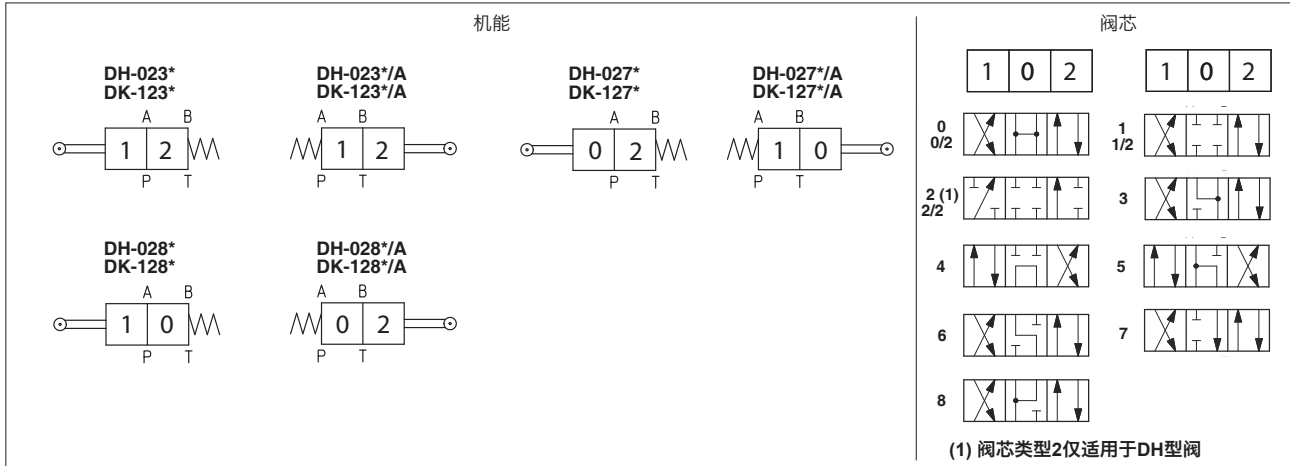 机能
DH-023*
DK-123*
A B
1 2
P T
DH-023*/A
DK-123*/A
A B
1 2
P T
DH-027*
DK-127*
A B
0 2
P T
DH-027*/A
DK-127*/A
A B
1 0
P T
DH-028*
DK-128*
A B
1 0
P T
DH-028*/A
DK-128*/A
A B
0 2
P T
阀芯
1 0 2
1 0 2
0
0/2
1
1/2
2 (1)
2/2
3
4
5
6
7
8
(1) 阀芯类型2仅适用于DH型阀